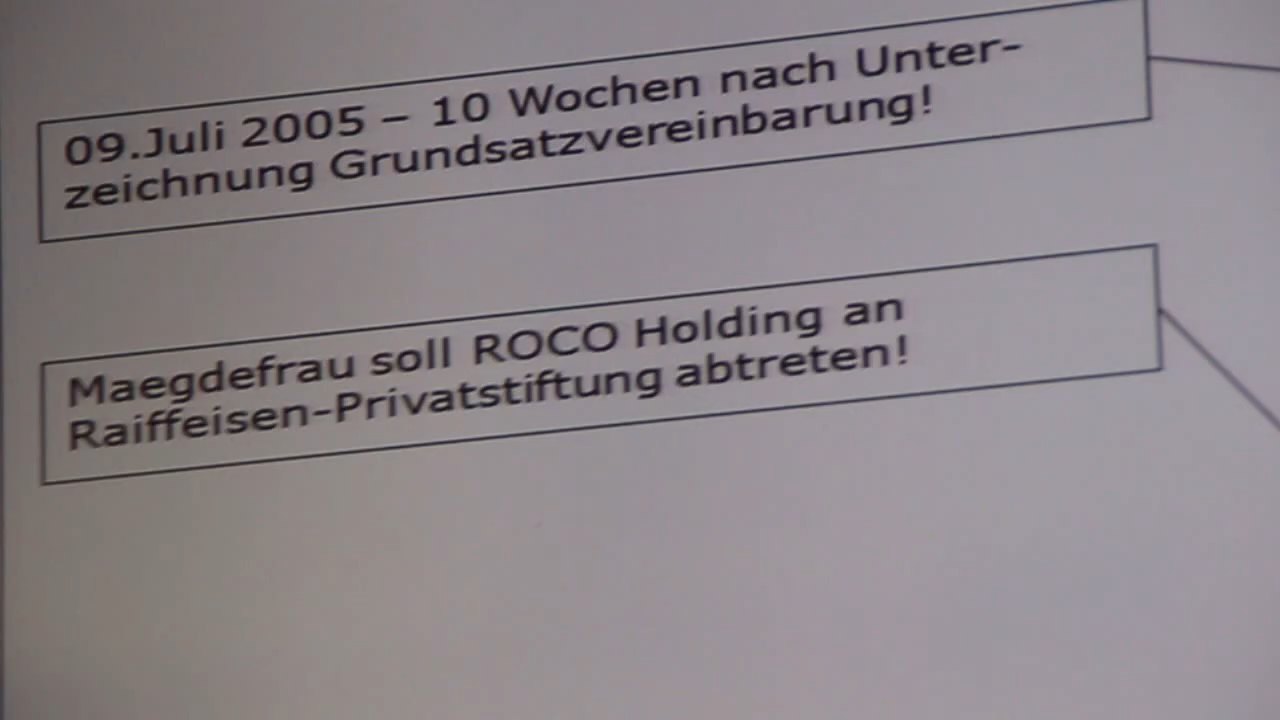 09.Juli 2005 – 10 Wochen nach Unter-
zeichnung Grundsatzvereinbarung!
Maegdefrau soll ROCO Holding an
Raiffeisen-Privatstiftung abtreten!